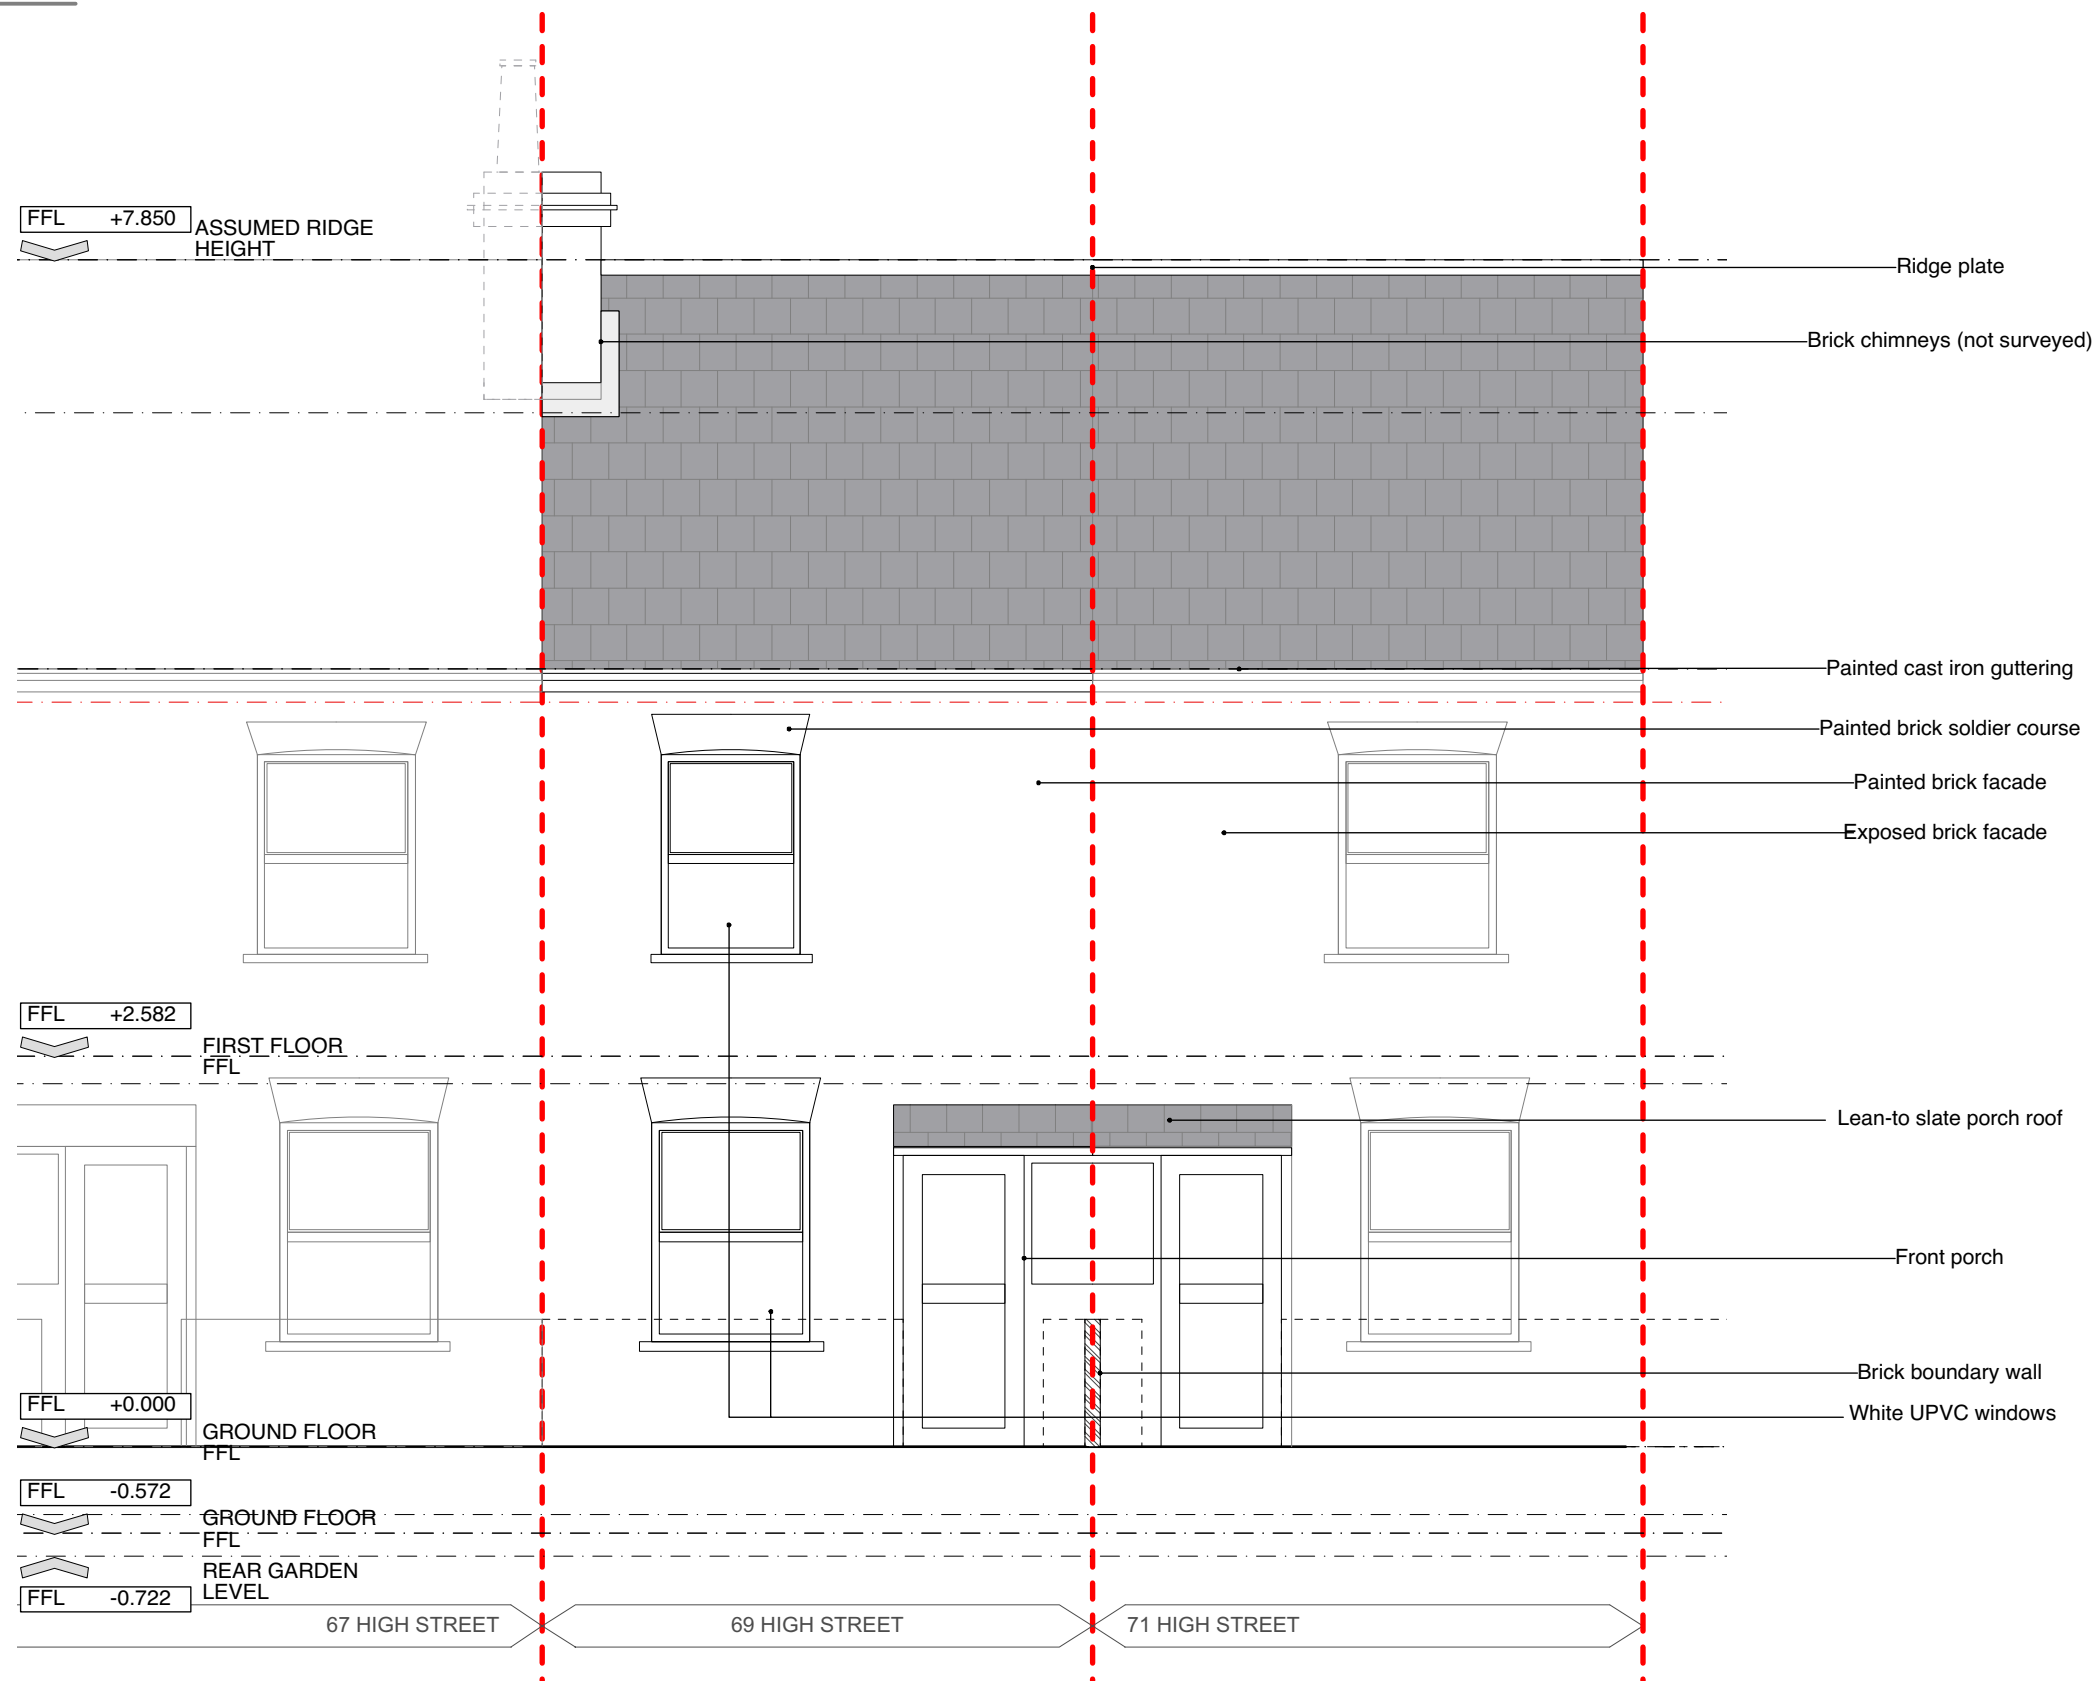 FFL +7.850
ASSUMED RIDGE
HEIGHT
Ridge plate
Brick chimneys (not surveyed)
Painted cast iron guttering
Painted brick soldier course
Painted brick facade
Exposed brick facade
FFL +2.582
FIRST FLOOR
FFL
Lean-to slate porch roof
Front porch
Brick boundary wall
White UPVC windows
FFL +0.000
GROUND FLOOR
FFL
FFL -0.572
GROUND FLOOR
FFL
REAR GARDEN
LEVEL
FFL -0.722
67 HIGH STREET
69 HIGH STREET
71 HIGH STREET